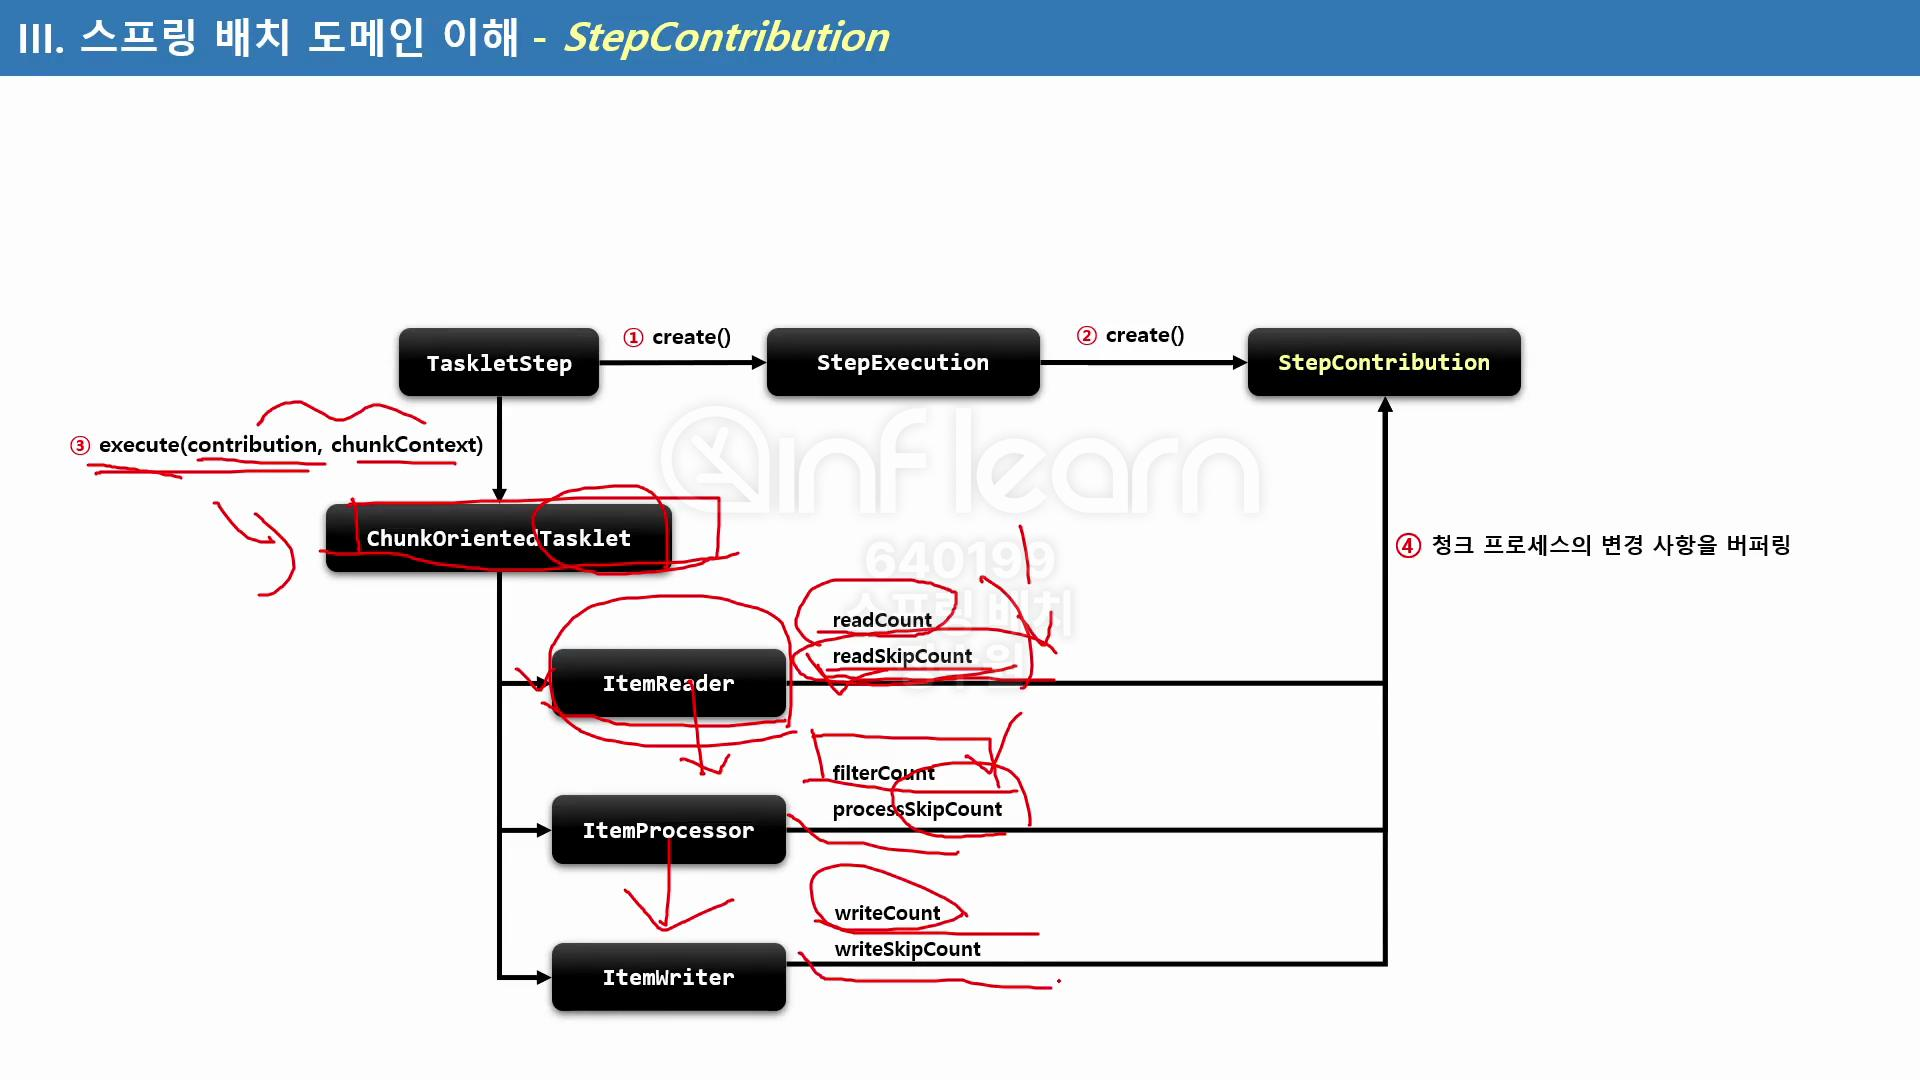 III. 스프링 배치 도메인 이해 - StepContribution
TaskletStep
① create()
StepExecution
② create()
StepContribution
③ execute(contribution, chunkContext)
inflearn
ChunkOrientedTasklet
④ 청크 프로세스의 변경 사항을 버퍼링
640199
스프링 배치
readCount
readSkipCount
ItemReader
filterCount
processSkipCount
ItemProcessor
writeCount
writeSkipCount
ItemWriter